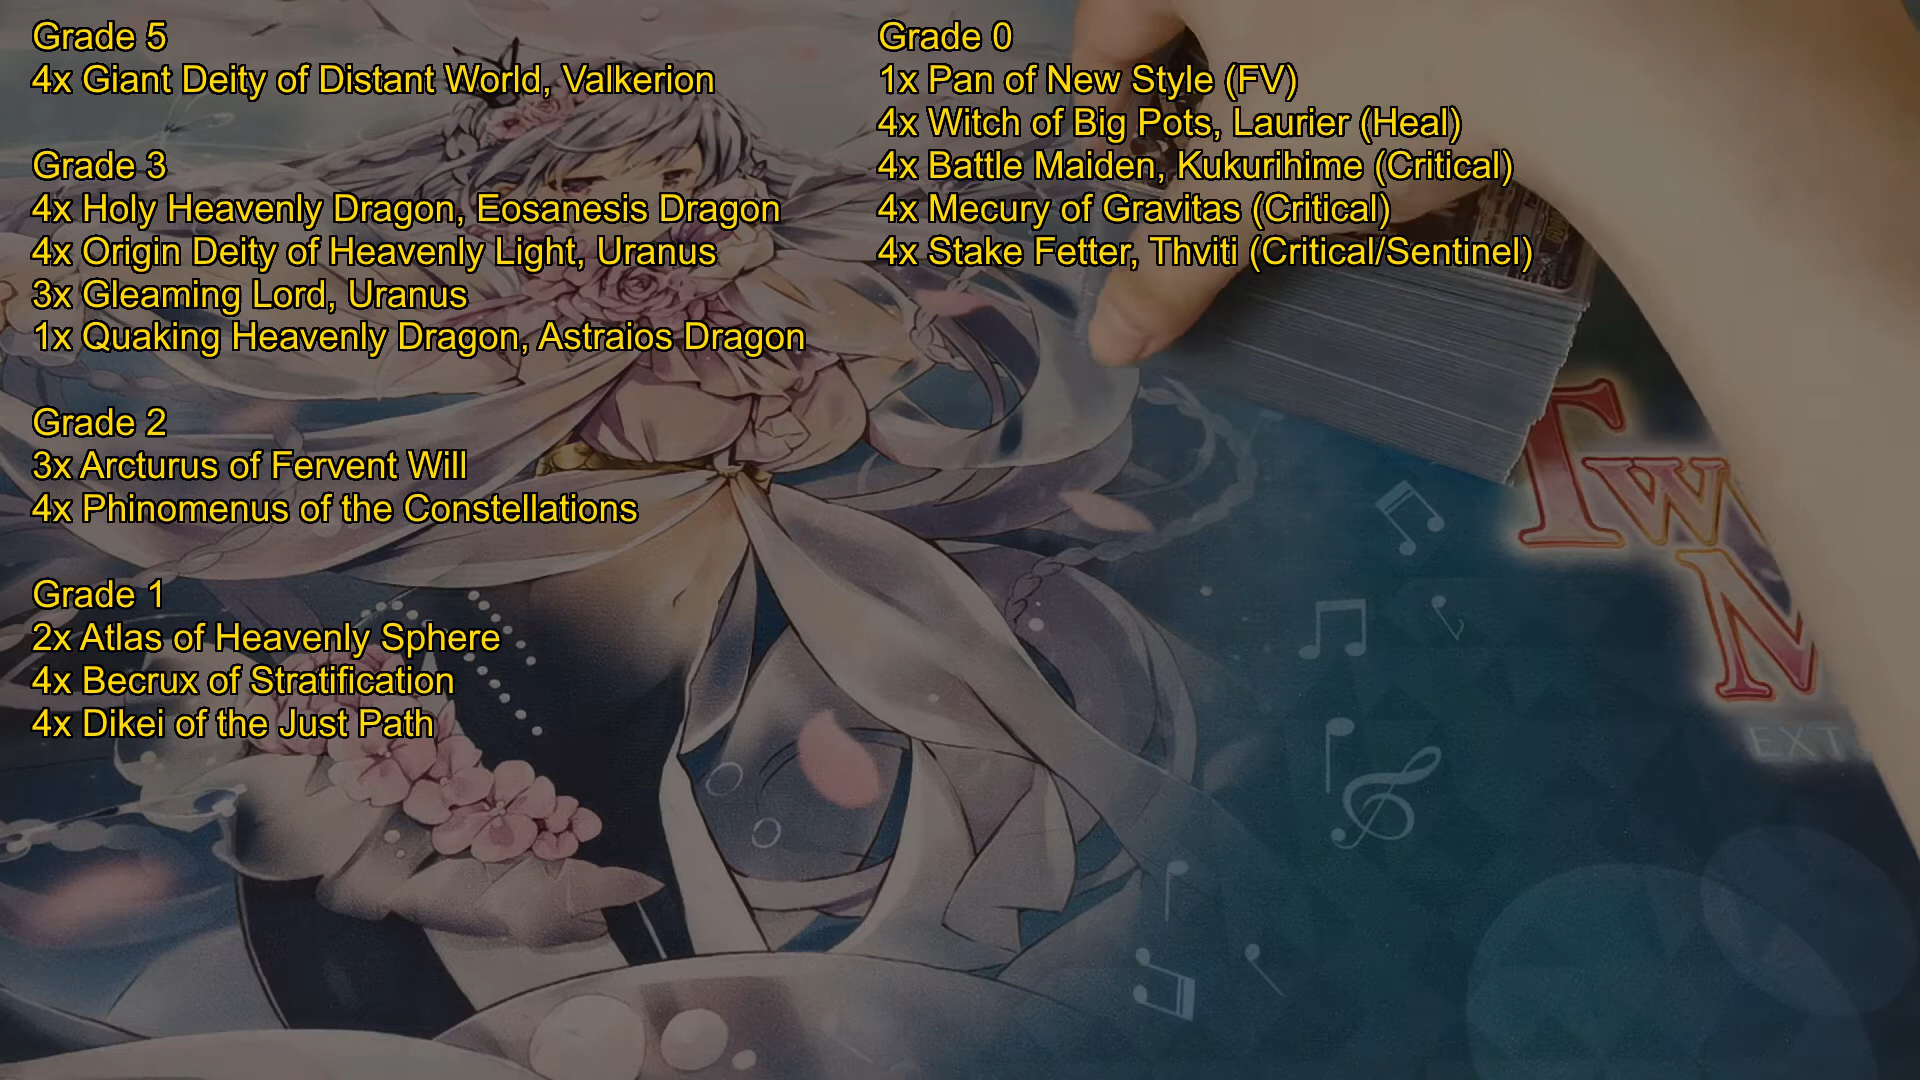 Grade 5
4x Giant Deity of Distant World, Valkerion
Grade 3
4x Holy Heavenly Dragon, Eosanesis Dragon
4x Origin Deity of Heavenly Light, Uranus
3x Gleaming Lord, Uranus
1x Quaking Heavenly Dragon, Astraios Dragon
Grade 2
3x Arcturus of Fervent Will
4x Phinomenus of the Constellations
Grade 1
2x Atlas of Heavenly Sphere
4x Becrux of Stratification
4x Dikei of the Just Path
Grade 0
1x Pan of New Style (FV)
4x Witch of Big Pots, Laurier (Heal)
4x Battle Maiden, Kukurihime (Critical)
4x Mecury of Gravitas (Critical)
4x Stake Fetter, Thviti (Critical/Sentinel)